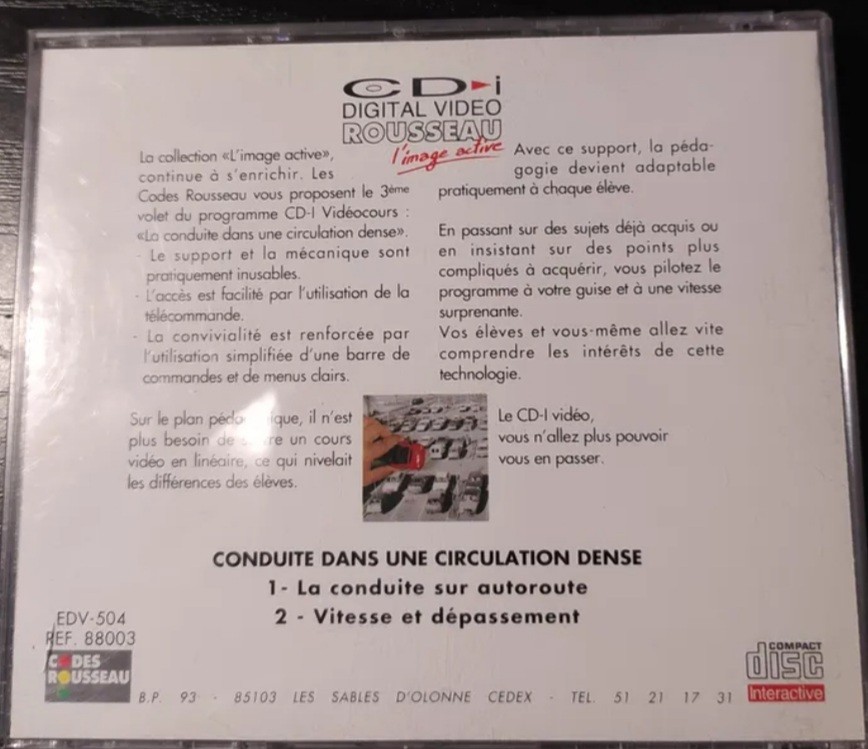 CD-i
DIGITAL VIDEO
ROUSSEAU
l'image active
La collection «L'image active»,
continue à s'enrichir. Les
Codes Rousseau vous proposent le 3ème
volet du programme CD-I Vidéocours :
«La conduite dans une circulation dense».
- Le support et la mécanique sont
pratiquement inusables.
- L'accès est facilité par l'utilisation de la
télécommande.
- La convivialité est renforcée par
l'utilisation simplifiée d'une barre de
commandes et de menus clairs.
Sur le plan il n'est
plus besoin de un cours
vidéo en linéaire, ce qui nivelait
les différences des élèves.
Avec ce support, la péda-
gogie devient adaptable
pratiquement à chaque élève.
En passant sur des sujets déjà acquis ou
en insistant sur des points plus
compliqués à acquérir, vous pilotez le
programme à votre guise et à une vitesse
surprenante.
Vos élèves et vous-même allez vite
comprendre les intérêts de cette
technologie.
Le CD-I vidéo,
vous n'allez plus pouvoir
vous en passer.
CONDUITE DANS UNE CIRCULATION DENSE
1- La conduite sur autoroute
2 - Vitesse et dépassement
EDV-504
REF. 88003
CODES
ROUSSEAU
B.P. 93 - 85103 LES SABLES D'OLONNE CEDEX - TEL. 51 21 17 31
COMPACT
disc
Interactive